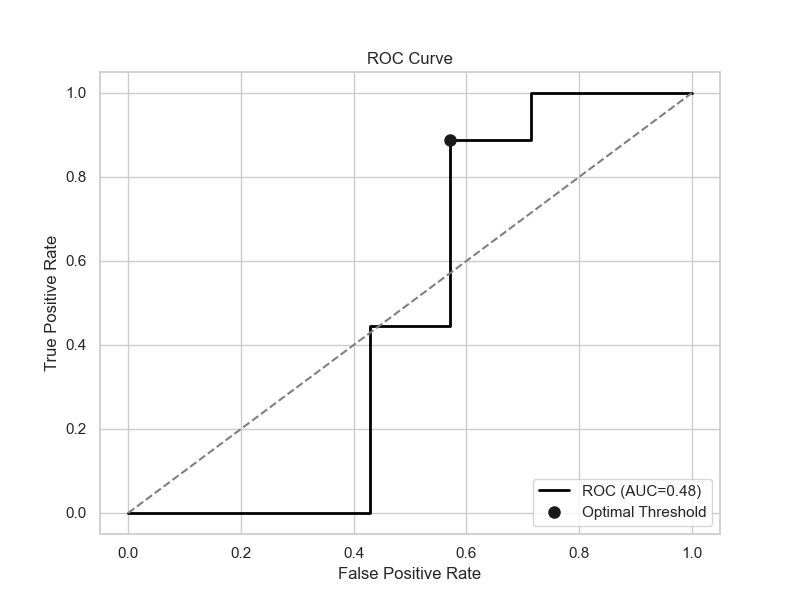 ROC Curve
True Positive Rate
1.0
0.8
0.6
0.4
0.2
0.0
ROC (AUC=0.48)
Optimal Threshold
0.0 0.2 0.4 0.6 0.8 1.0
False Positive Rate